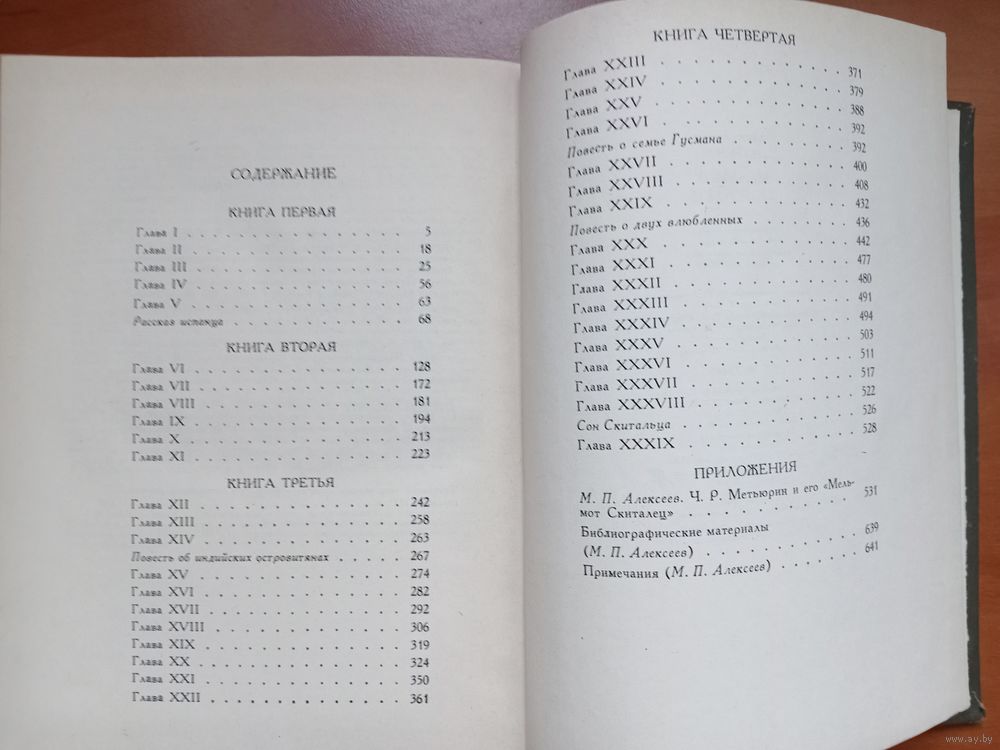 СОДЕРЖАНИЕ
КНИГА ПЕРВАЯ
Глава I . . . . . . . . . . . . . . 5
Глава II . . . . . . . . . . . . . . 18
Глава III . . . . . . . . . . . . . . 25
Глава IV . . . . . . . . . . . . . . 56
Глава V . . . . . . . . . . . . . . 63
Рассказ испанца . . . . . . . . . . . . 68
КНИГА ВТОРАЯ
Глава VI . . . . . . . . . . . . . . 128
Глава VII . . . . . . . . . . . . . . 172
Глава VIII . . . . . . . . . . . . . . 181
Глава IX . . . . . . . . . . . . . . 194
Глава X . . . . . . . . . . . . . . 213
Глава XI . . . . . . . . . . . . . . 223
КНИГА ТРЕТЬЯ
Глава XII . . . . . . . . . . . . . . 242
Глава XIII . . . . . . . . . . . . . . 258
Глава XIV . . . . . . . . . . . . . . 263
Повесть об индийских островитянах . . . . 267
Глава XV . . . . . . . . . . . . . . 274
Глава XVI . . . . . . . . . . . . . . 282
Глава XVII . . . . . . . . . . . . . . 292
Глава XVIII . . . . . . . . . . . . . . 306
Глава XIX . . . . . . . . . . . . . . 319
Глава XX . . . . . . . . . . . . . . 324
Глава XXI . . . . . . . . . . . . . . 350
Глава XXII . . . . . . . . . . . . . . 361
КНИГА ЧЕТВЕРТАЯ
Глава XXIII . . . . . . . . . . . . 371
Глава XXIV . . . . . . . . . . . . 379
Глава XXV . . . . . . . . . . . . 388
Глава XXVI . . . . . . . . . . . . 392
Повесть о семье Гусмана . . . . . . . . 392
Глава XXVII . . . . . . . . . . . . 400
Глава XXVIII . . . . . . . . . . . . 408
Глава XXIX . . . . . . . . . . . . 432
Повесть о двух влюбленных . . . . . . . 436
Глава XXX . . . . . . . . . . . . 442
Глава XXXI . . . . . . . . . . . . 477
Глава XXXII . . . . . . . . . . . . 480
Глава XXXIII . . . . . . . . . . . . 491
Глава XXXIV . . . . . . . . . . . . 494
Глава XXXV . . . . . . . . . . . . 503
Глава XXXVI . . . . . . . . . . . . 511
Глава XXXVII . . . . . . . . . . . . 517
Глава XXXVIII . . . . . . . . . . . . 522
Сон Скитальца . . . . . . . . . . . . 526
Глава XXXIX . . . . . . . . . . . . 528
ПРИЛОЖЕНИЯ
М. П. Алексеев. Ч. Р. Метьюрин и его «Мель-
мот Скиталец» . . . . . . . . . . . . 531
Библиографические материалы
(М. П. Алексеев) . . . . . . . . . . . 639
Примечания (М. П. Алексеев) . . . . . . 641
www.ay.by